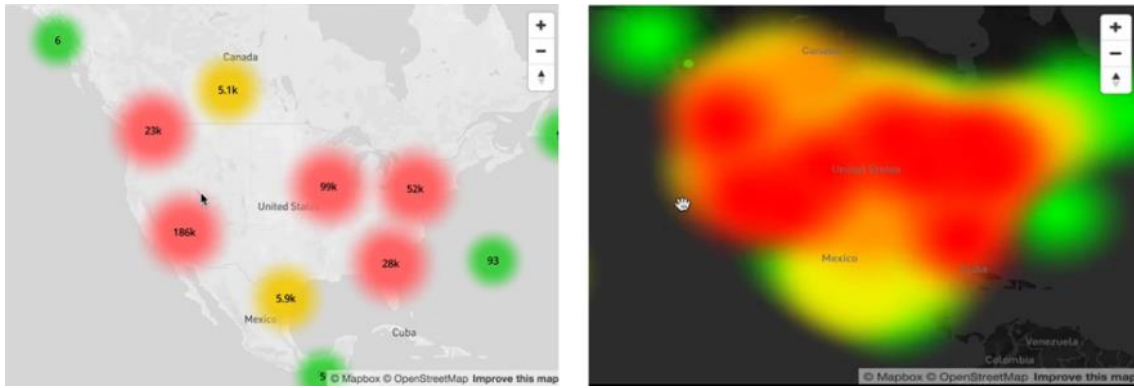 6
Canada
5.1k
23k
99k
52k
United States
186k
28k
93
5.9k
Mexico
Cuba
5
© Mapbox © OpenStreetMap Improve this map
+
−
Canada
United States
Mexico
Cuba
Venezuela
Colombia
© Mapbox © OpenStreetMap Improve this map
+
−